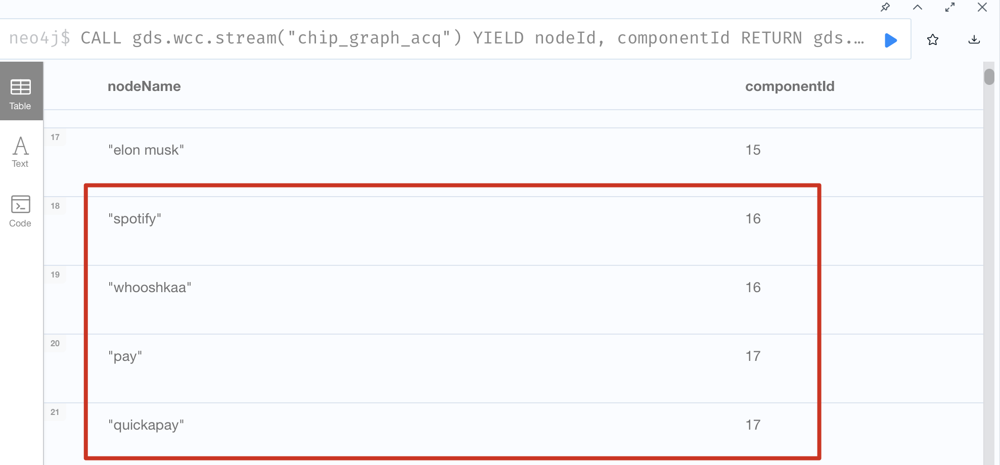 neo4j$ CALL gds.wcc.stream("chip_graph_acq") YIELD nodeId, componentId RETURN gds.…
Table
Text
Code
nodeName componentId
17 "elon musk" 15
18 "spotify" 16
19 "whooshkaa" 16
20 "pay" 17
21 "quickapay" 17